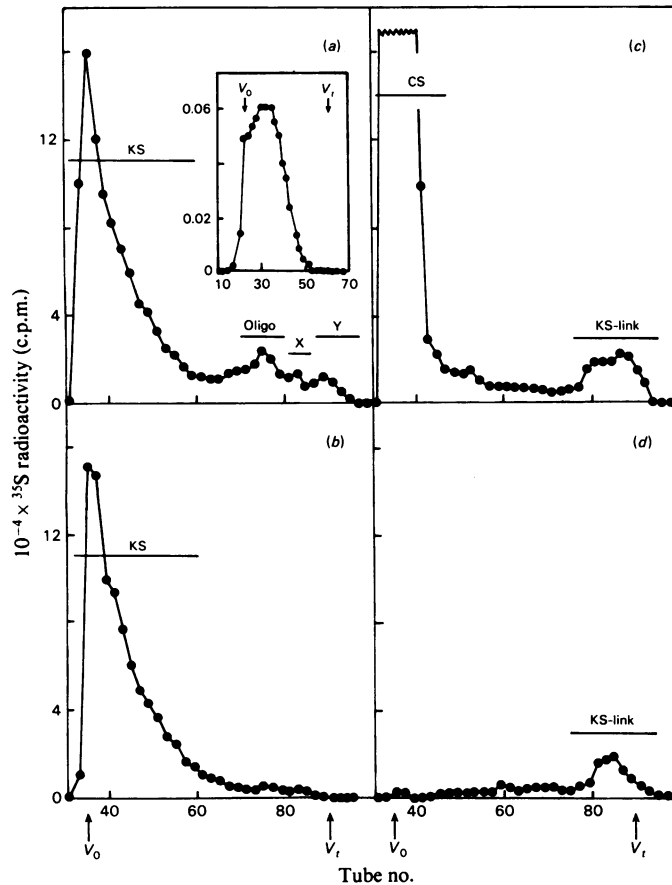 (a)
(c)
V0
Vt
CS
12
0.06
KS
0.02
0
10 30 50 70
Oligo
X
Y
KS-link
4
0
(b)
(d)
12
KS
4
KS-link
0
40 60 80
40 60 80
V0
Vt
V0
Vt
Tube no.
10⁻⁴ × ³⁵S radioactivity (c.p.m.)